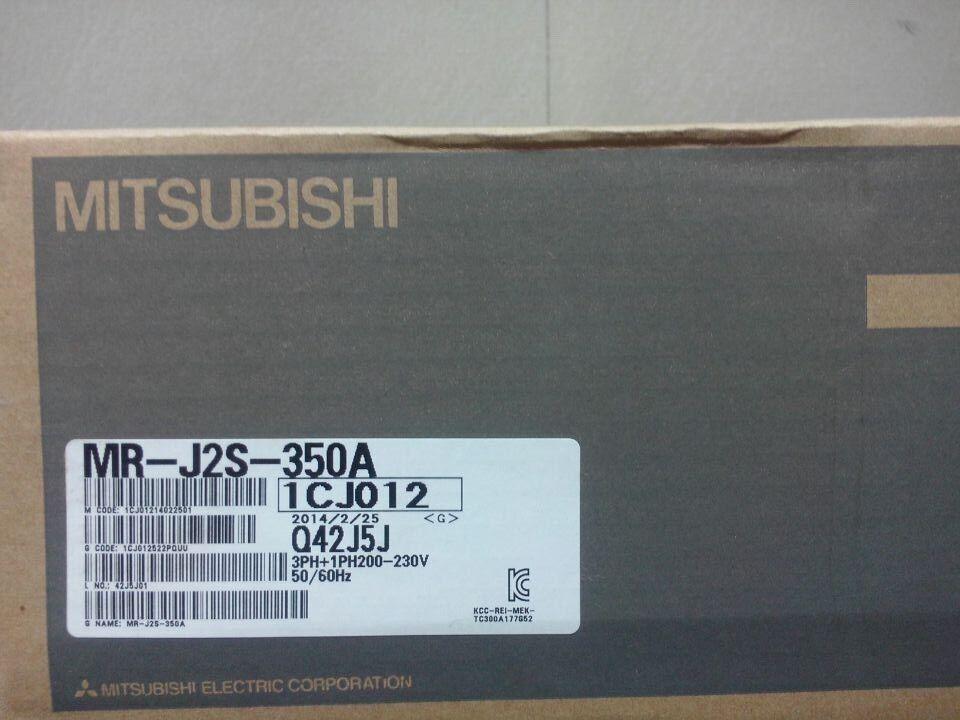 MITSUBISHI
MR-J2S-350A
1CJ012
M CODE: 1CJ01214022501
2014/2/25 <G>
Q42J5J
G CODE: 1CJ012522PQUU
3PH+1PH200-230V
50/60Hz
L NO.: 42J5J01
KCC-REI-MEK-
TC300A177G52
G NAME: MR-J2S-350A
MITSUBISHI ELECTRIC CORPORATION